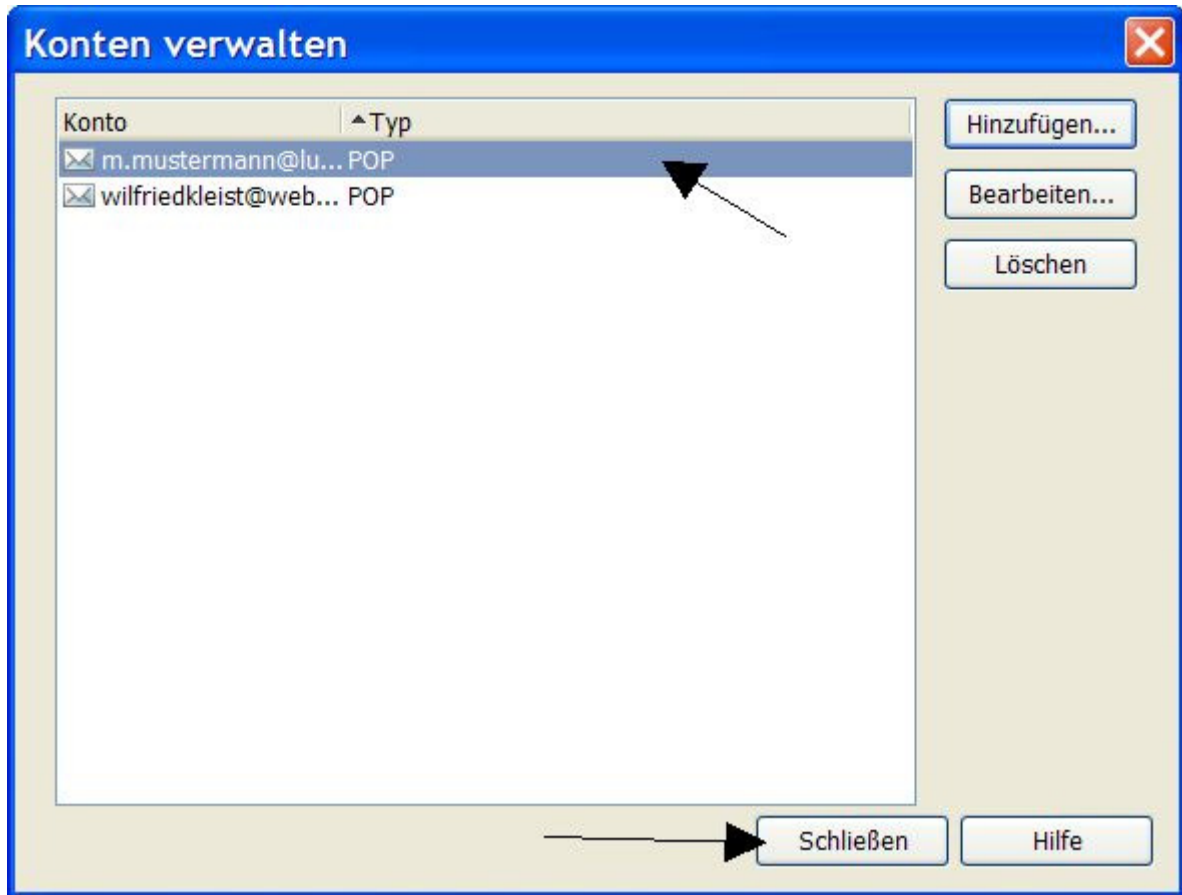 Konten verwalten
Konto Typ
m.mustermann@lu... POP
wilfriedkleist@web... POP
Hinzufügen...
Bearbeiten...
Löschen
Schließen Hilfe